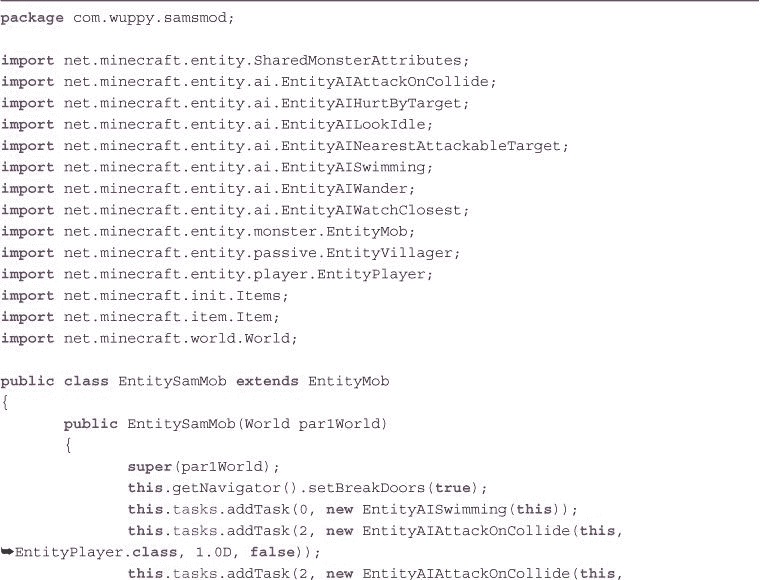 package com.wuppy.samsmod;
import net.minecraft.entity.SharedMonsterAttributes;
import net.minecraft.entity.ai.EntityAIAttackOnCollide;
import net.minecraft.entity.ai.EntityAIHurtByTarget;
import net.minecraft.entity.ai.EntityAILookIdle;
import net.minecraft.entity.ai.EntityAINearestAttackableTarget;
import net.minecraft.entity.ai.EntityAISwimming;
import net.minecraft.entity.ai.EntityAIWander;
import net.minecraft.entity.ai.EntityAIWatchClosest;
import net.minecraft.entity.monster.EntityMob;
import net.minecraft.entity.passive.EntityVillager;
import net.minecraft.entity.player.EntityPlayer;
import net.minecraft.init.Items;
import net.minecraft.item.Item;
import net.minecraft.world.World;
public class EntitySamMob extends EntityMob
{
public EntitySamMob(World par1World)
{
super(par1World);
this.getNavigator().setBreakDoors(true);
this.tasks.addTask(0, new EntityAISwimming(this));
this.tasks.addTask(2, new EntityAIAttackOnCollide(this,
➥EntityPlayer.class, 1.0D, false));
this.tasks.addTask(2, new EntityAIAttackOnCollide(this,